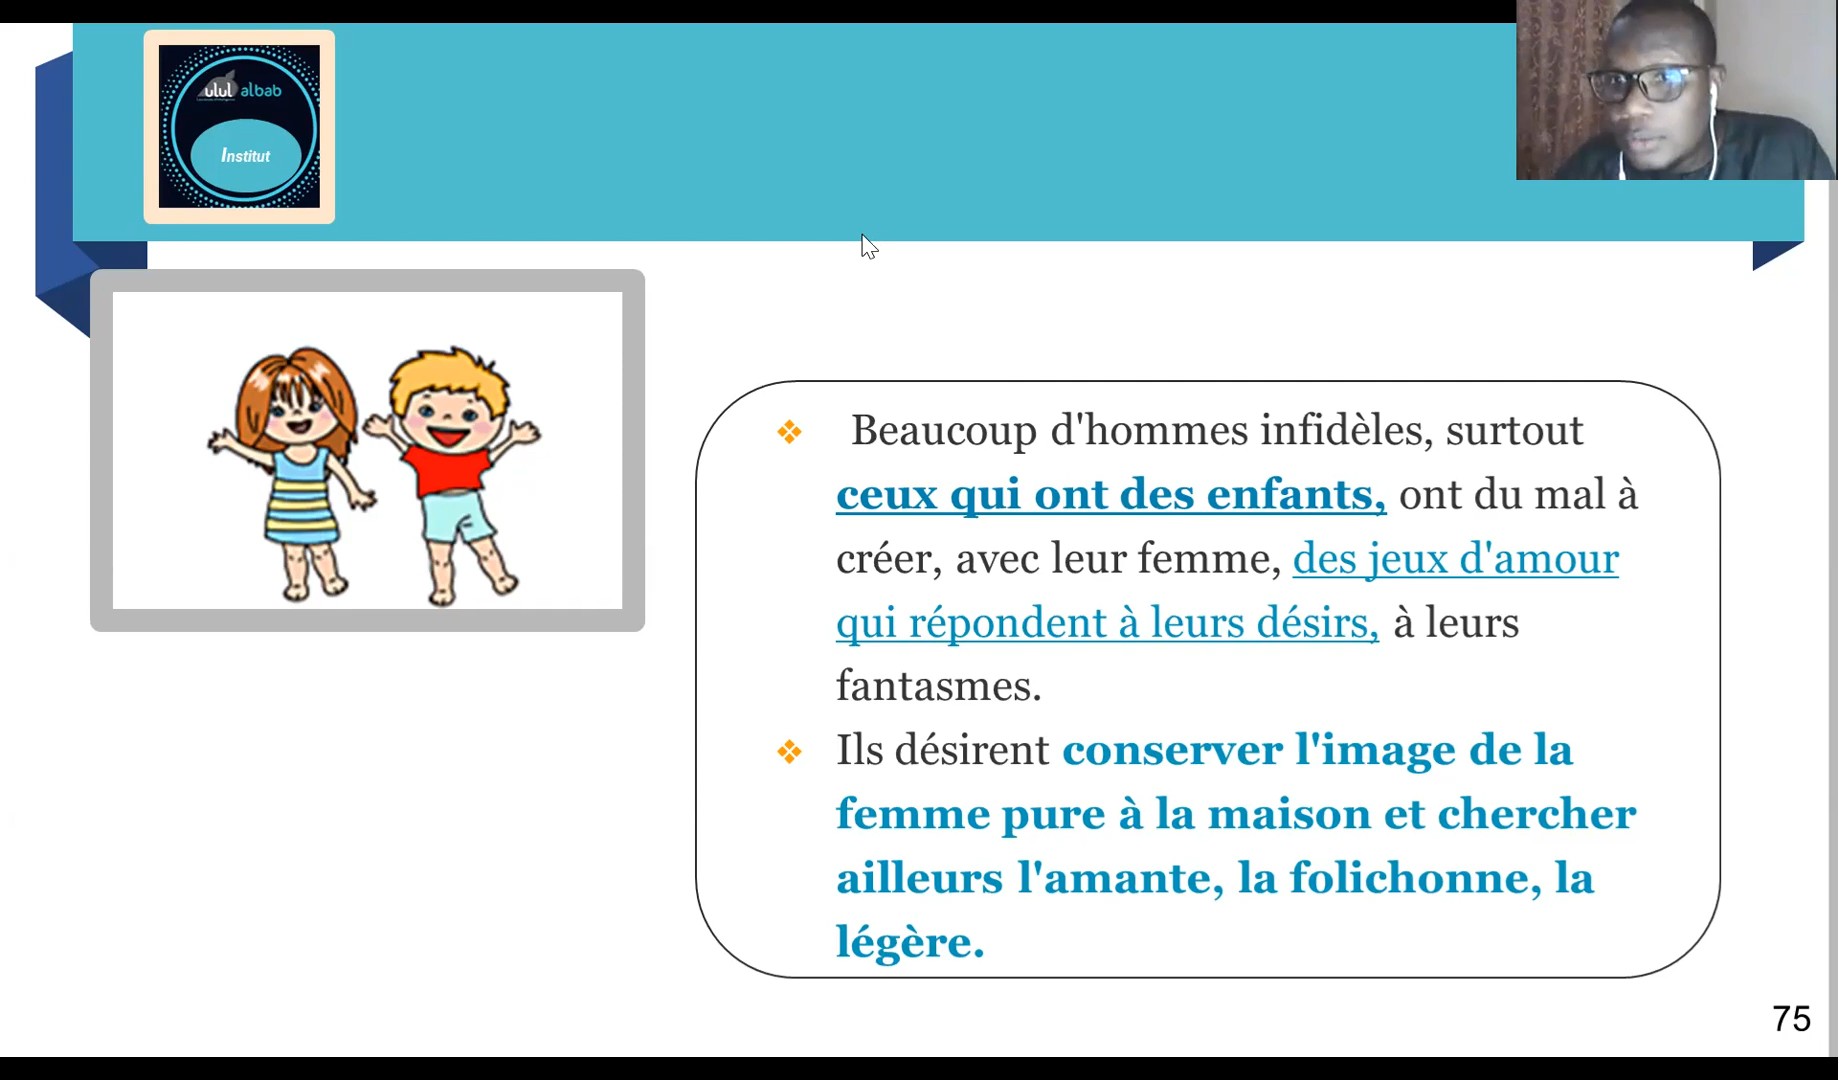 ulul albab
Institut
❖ Beaucoup d'hommes infidèles, surtout
ceux qui ont des enfants, ont du mal à
créer, avec leur femme, des jeux d'amour
qui répondent à leurs désirs, à leurs
fantasmes.
❖ Ils désirent conserver l'image de la
femme pure à la maison et chercher
ailleurs l'amante, la folichonne, la
légère.
75